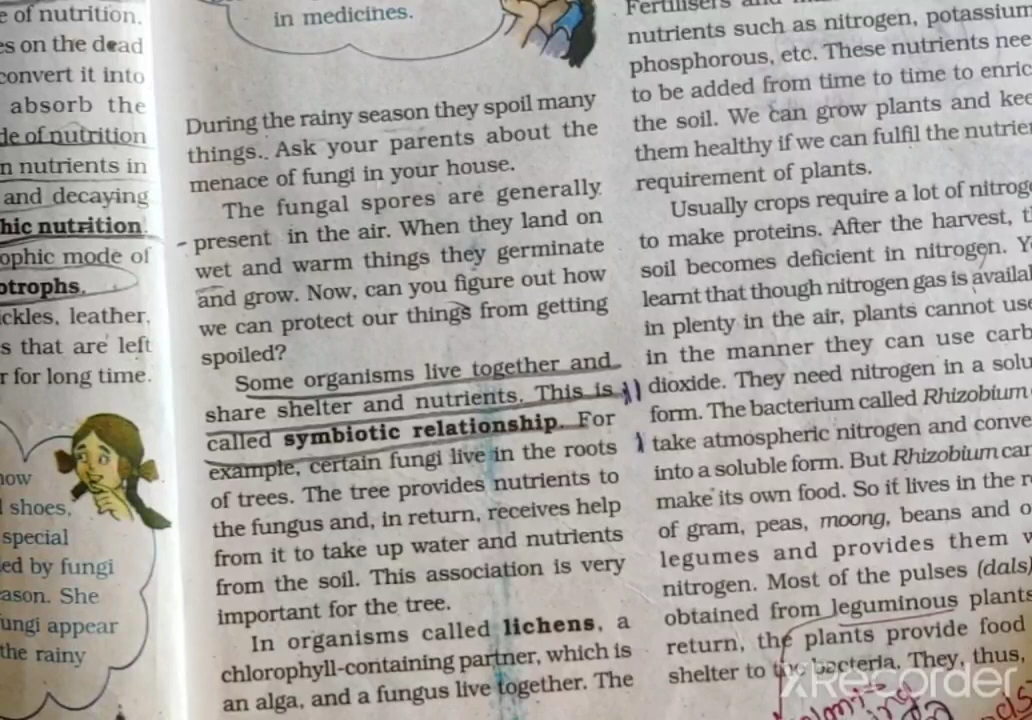 e of nutrition.
es on the dead
convert it into
absorb the
de of nutrition
n nutrients in
and decaying
hic nutrition.
ophic mode of
otrophs.
ickles, leather,
s that are left
r for long time.
now
l shoes,
special
ed by fungi
ason. She
ungi appear
the rainy
in medicines.
During the rainy season they spoil many
things. Ask your parents about the
menace of fungi in your house.
The fungal spores are generally
present in the air. When they land on
wet and warm things they germinate
and grow. Now, can you figure out how
we can protect our things from getting
spoiled?
Some organisms live together and
share shelter and nutrients. This is
called symbiotic relationship. For
example, certain fungi live in the roots
of trees. The tree provides nutrients to
the fungus and, in return, receives help
from it to take up water and nutrients
from the soil. This association is very
important for the tree.
In organisms called lichens, a
chlorophyll-containing partner, which is
an alga, and a fungus live together. The
Fertilisers and
nutrients such as nitrogen, potassium
phosphorous, etc. These nutrients nee
to be added from time to time to enric
the soil. We can grow plants and kee
them healthy if we can fulfil the nutrie
requirement of plants.
Usually crops require a lot of nitroge
to make proteins. After the harvest, t
soil becomes deficient in nitrogen. Y
learnt that though nitrogen gas is availa
in plenty in the air, plants cannot us
in the manner they can use carb
dioxide. They need nitrogen in a solu
form. The bacterium called Rhizobium
take atmospheric nitrogen and conve
into a soluble form. But Rhizobium can
make its own food. So it lives in the r
of gram, peas, moong, beans and o
legumes and provides them w
nitrogen. Most of the pulses (dals)
obtained from leguminous plants
return, the plants provide food
shelter to the bacteria. They, thus,
XRecorder